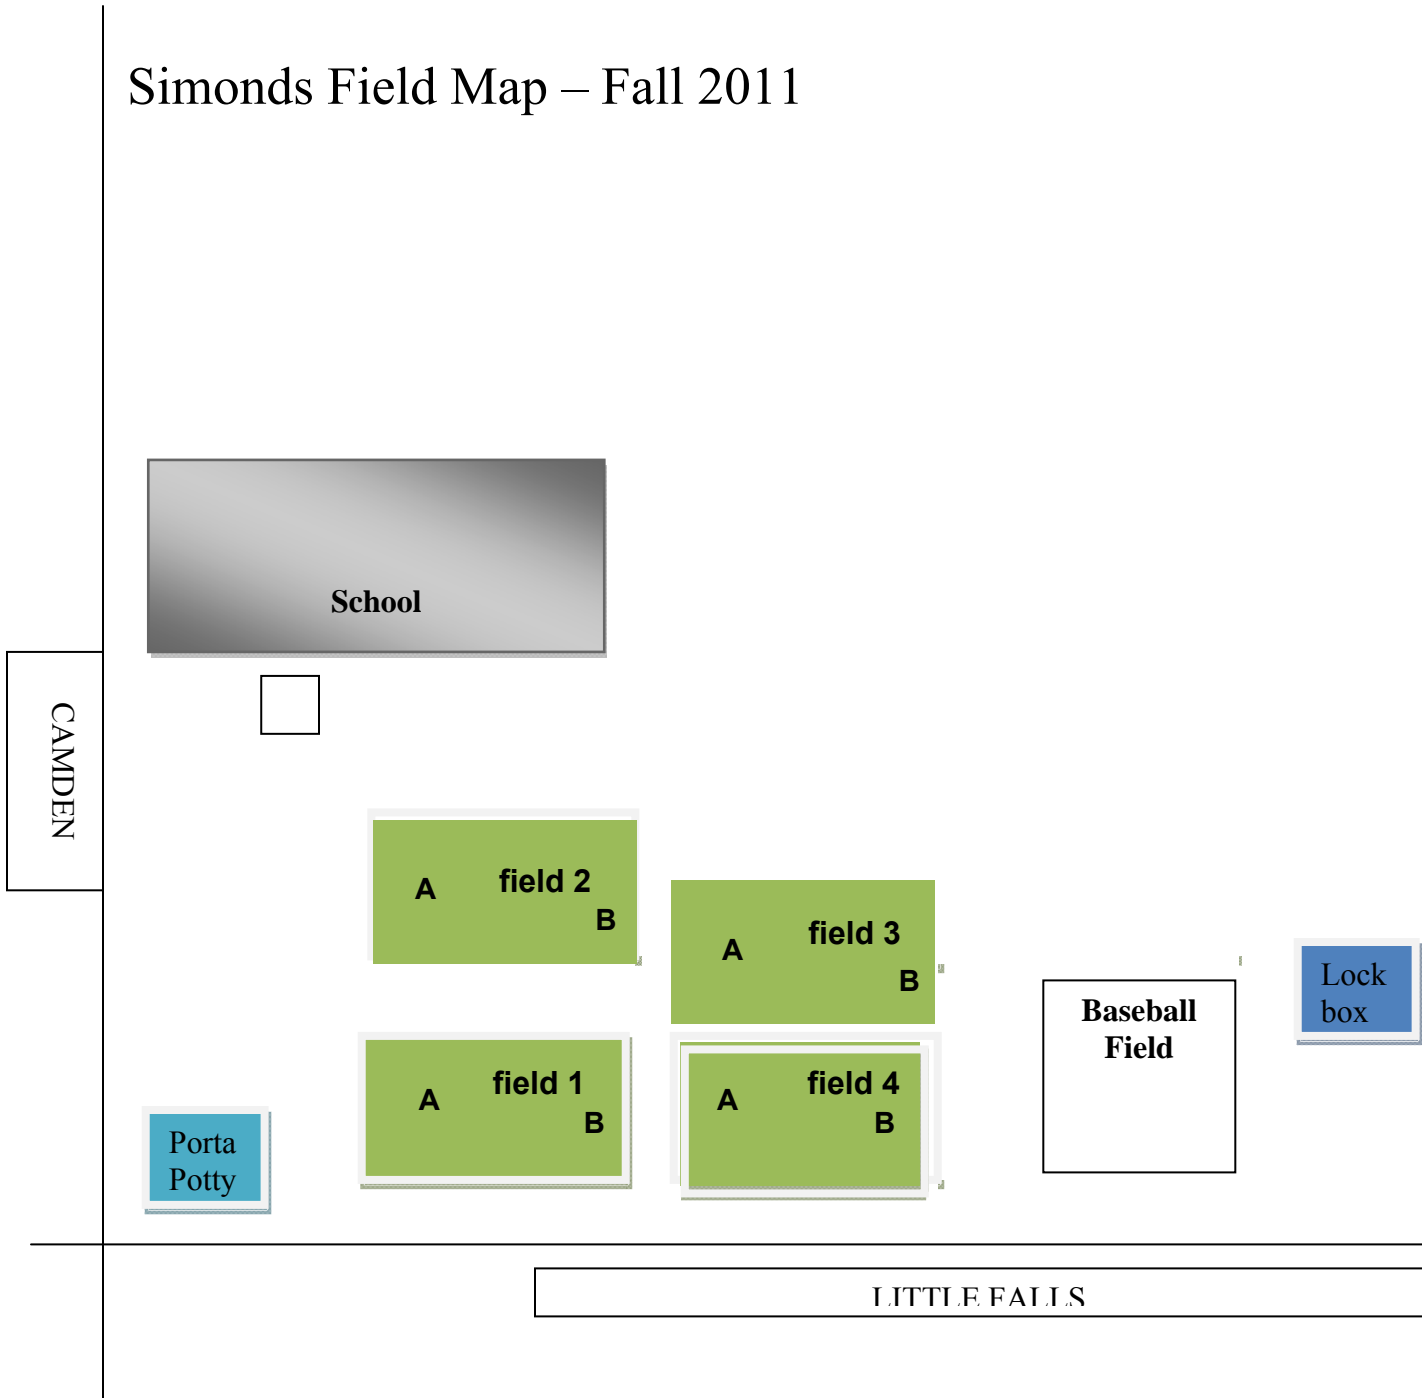 Simonds Field Map – Fall 2011
School
CAMDEN
field 2
A
B
field 3
A
B
Lock
box
Baseball
Field
field 1
A
B
field 4
A
B
Porta
Potty
LITTLE FALLS